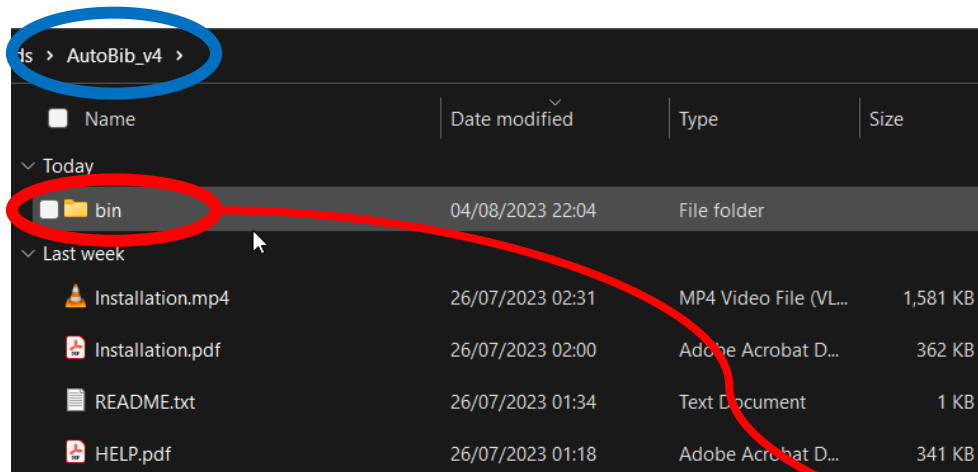 ds > AutoBib_v4 >
Name Date modified Type Size
Today
bin 04/08/2023 22:04 File folder
Last week
Installation.mp4 26/07/2023 02:31 MP4 Video File (VL... 1,581 KB
Installation.pdf 26/07/2023 02:00 Adobe Acrobat D... 362 KB
README.txt 26/07/2023 01:34 Text Document 1 KB
HELP.pdf 26/07/2023 01:18 Adobe Acrobat D... 341 KB